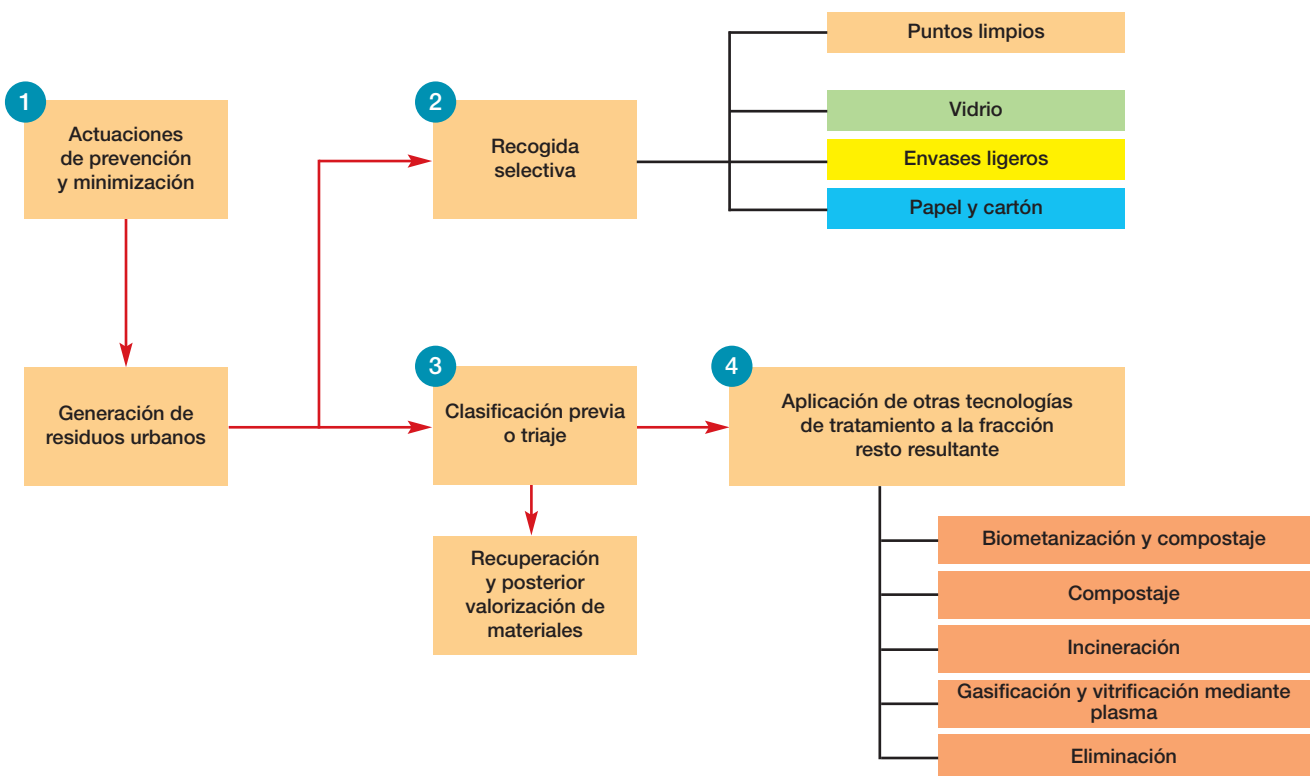 1
Actuaciones
de prevención
y minimización
Generación de
residuos urbanos
2
Recogida
selectiva
Puntos limpios
Vidrio
Envases ligeros
Papel y cartón
3
Clasificación previa
o triaje
Recuperación
y posterior
valorización de
materiales
4
Aplicación de otras tecnologías
de tratamiento a la fracción
resto resultante
Biometanización y compostaje
Compostaje
Incineración
Gasificación y vitrificación mediante
plasma
Eliminación